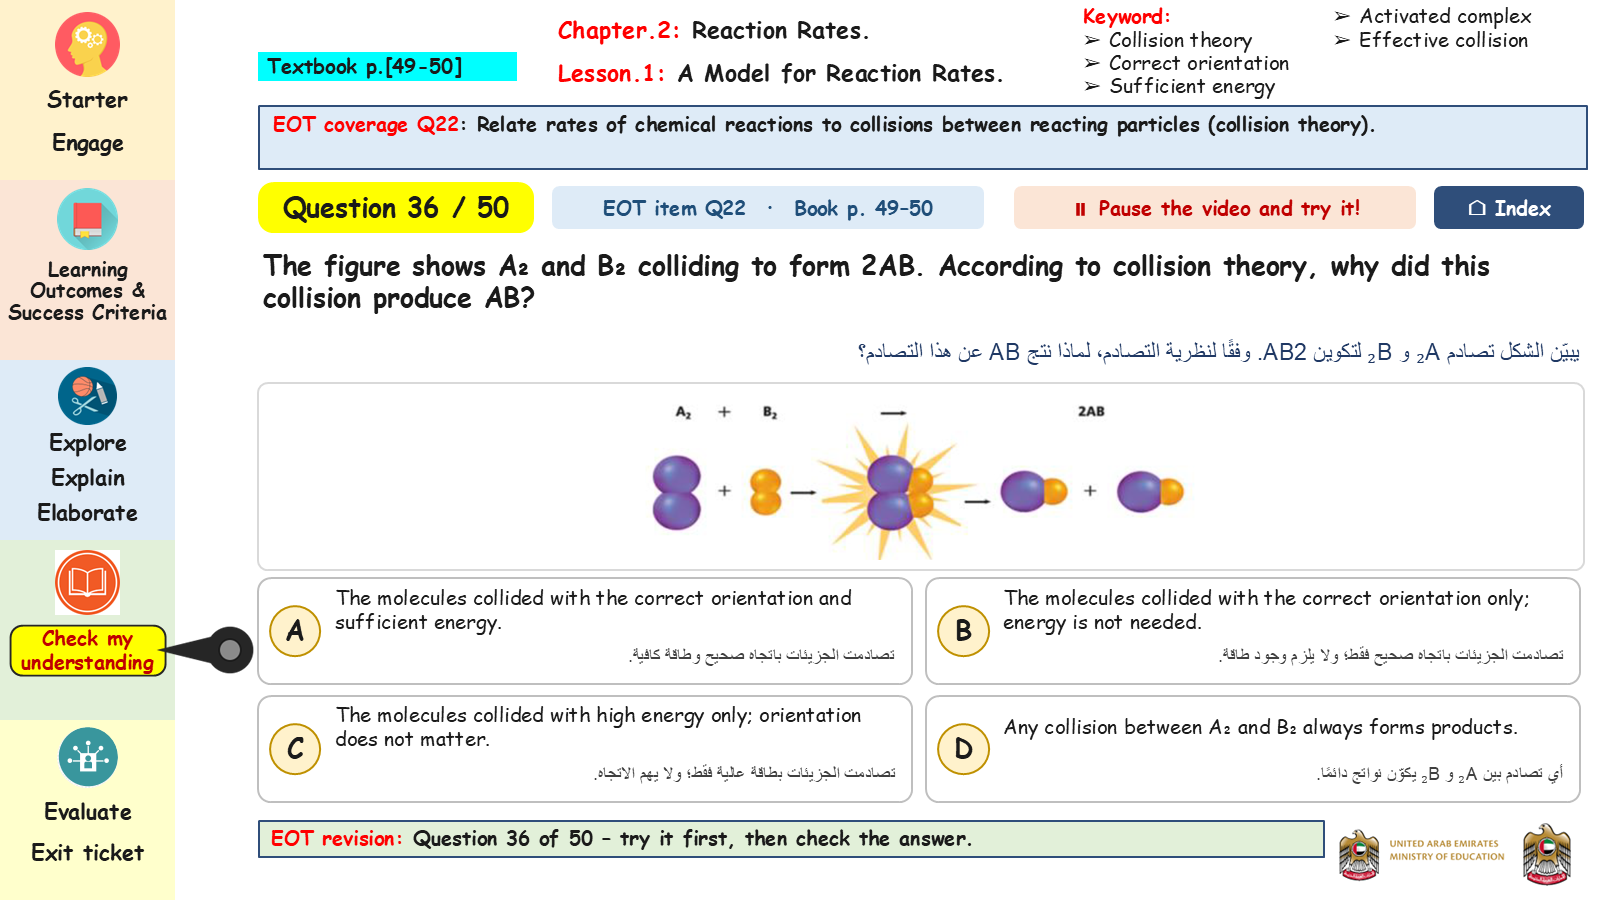 Starter
Engage
Learning
Outcomes &
Success Criteria
Explore
Explain
Elaborate
Check my
understanding
Evaluate
Exit ticket
Textbook p.[49-50]
Chapter.2: Reaction Rates.
Lesson.1: A Model for Reaction Rates.
Keyword:
➢ Collision theory
➢ Correct orientation
➢ Sufficient energy
➢ Activated complex
➢ Effective collision
EOT coverage Q22: Relate rates of chemical reactions to collisions between reacting particles (collision theory).
Question 36 / 50
EOT item Q22 · Book p. 49–50
⏸ Pause the video and try it!
⌂ Index
The figure shows A₂ and B₂ colliding to form 2AB. According to collision theory, why did this
collision produce AB?
يبيّن الشكل تصادم A₂ و B₂ لتكوين AB2. وفقًا لنظرية التصادم، لماذا نتج AB عن هذا التصادم؟
A₂ + B₂ → 2AB
+ → → +
A
The molecules collided with the correct orientation and
sufficient energy.
تصادمت الجزيئات باتجاه صحيح وطاقة كافية.
B
The molecules collided with the correct orientation only;
energy is not needed.
تصادمت الجزيئات باتجاه صحيح فقط؛ ولا يلزم وجود طاقة.
C
The molecules collided with high energy only; orientation
does not matter.
تصادمت الجزيئات بطاقة عالية فقط؛ ولا يهم الاتجاه.
D
Any collision between A₂ and B₂ always forms products.
أي تصادم بين A₂ و B₂ يكوّن نواتج دائمًا.
EOT revision: Question 36 of 50 – try it first, then check the answer.
UNITED ARAB EMIRATES
MINISTRY OF EDUCATION